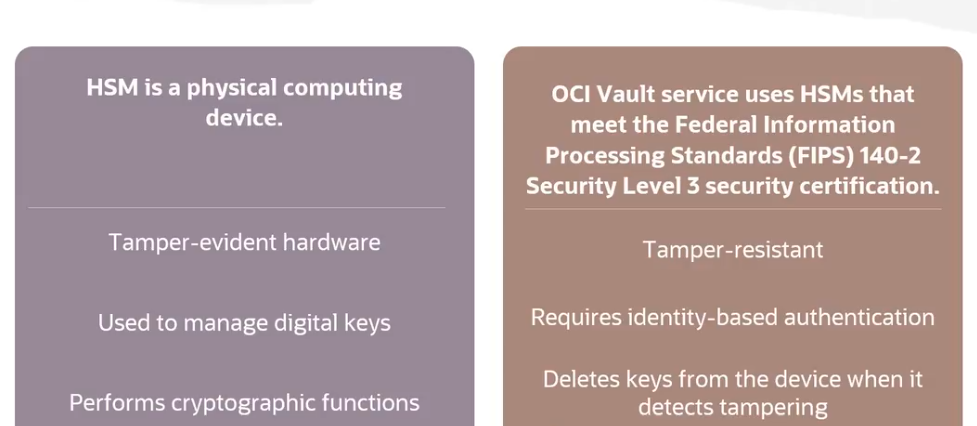 HSM is a physical computing
device.
Tamper-evident hardware
Used to manage digital keys
Performs cryptographic functions
OCI Vault service uses HSMs that
meet the Federal Information
Processing Standards (FIPS) 140-2
Security Level 3 security certification.
Tamper-resistant
Requires identity-based authentication
Deletes keys from the device when it
detects tampering